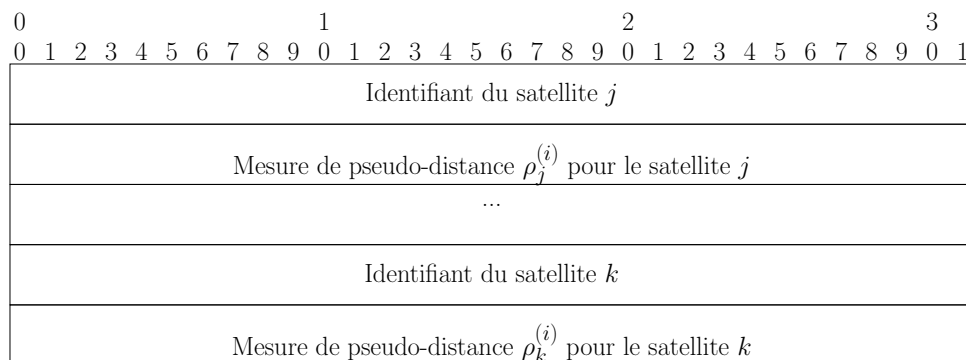 0 1 2 3
0 1 2 3 4 5 6 7 8 9 0 1 2 3 4 5 6 7 8 9 0 1 2 3 4 5 6 7 8 9 0 1
Identifiant du satellite j
Mesure de pseudo-distance ρ_j^{(i)} pour le satellite j
...
Identifiant du satellite k
Mesure de pseudo-distance ρ_k^{(i)} pour le satellite k